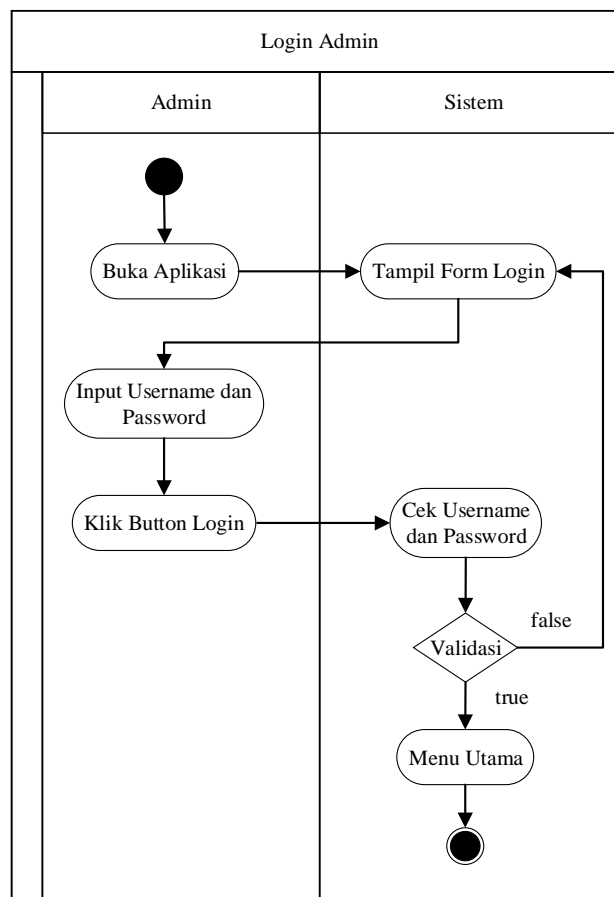 Login Admin
Admin
Sistem
Buka Aplikasi
Tampil Form Login
Input Username dan
Password
Klik Button Login
Cek Username
dan Password
Validasi
false
true
Menu Utama